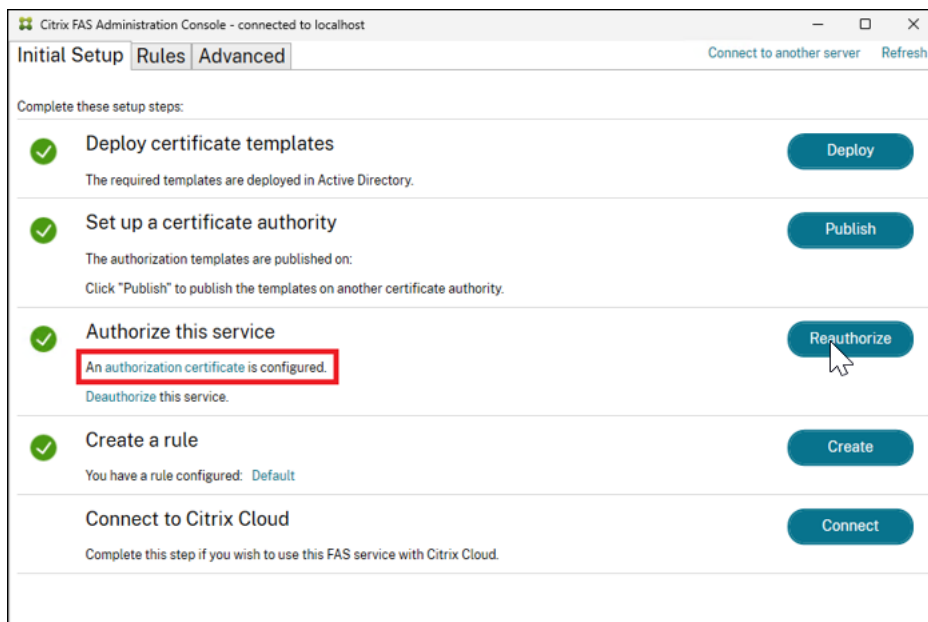 Citrix FAS Administration Console - connected to localhost
Initial Setup Rules Advanced Connect to another server Refresh
Complete these setup steps:
Deploy certificate templates
Deploy
The required templates are deployed in Active Directory.
Set up a certificate authority
Publish
The authorization templates are published on:
Click "Publish" to publish the templates on another certificate authority.
Authorize this service
Reauthorize
An authorization certificate is configured.
Deauthorize this service.
Create a rule
Create
You have a rule configured: Default
Connect to Citrix Cloud
Connect
Complete this step if you wish to use this FAS service with Citrix Cloud.